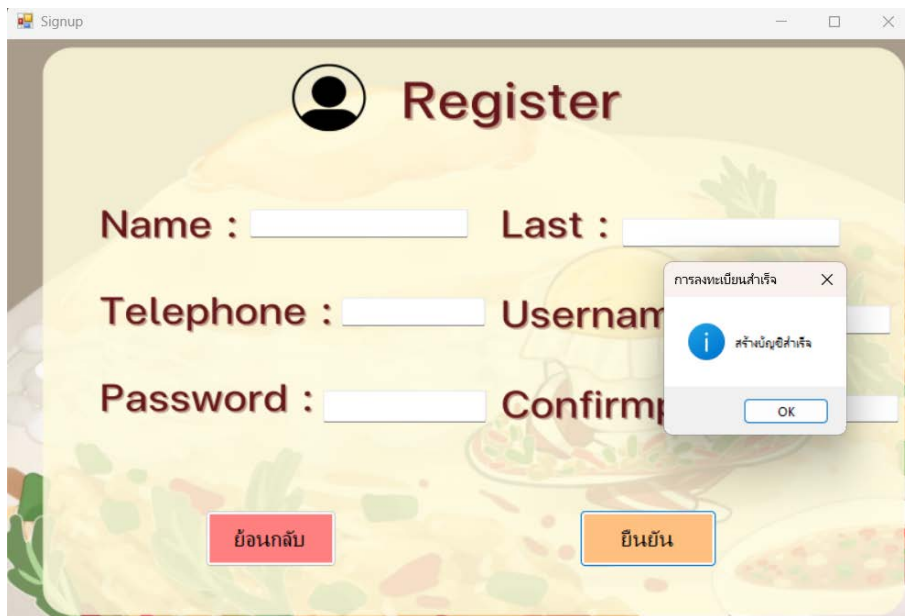 Signup
Register
Name :
Last :
Telephone :
Usernam
Password :
Confirmp
การลงทะเบียนสำเร็จ
สร้างบัญชีสำเร็จ
OK
ย้อนกลับ
ยืนยัน